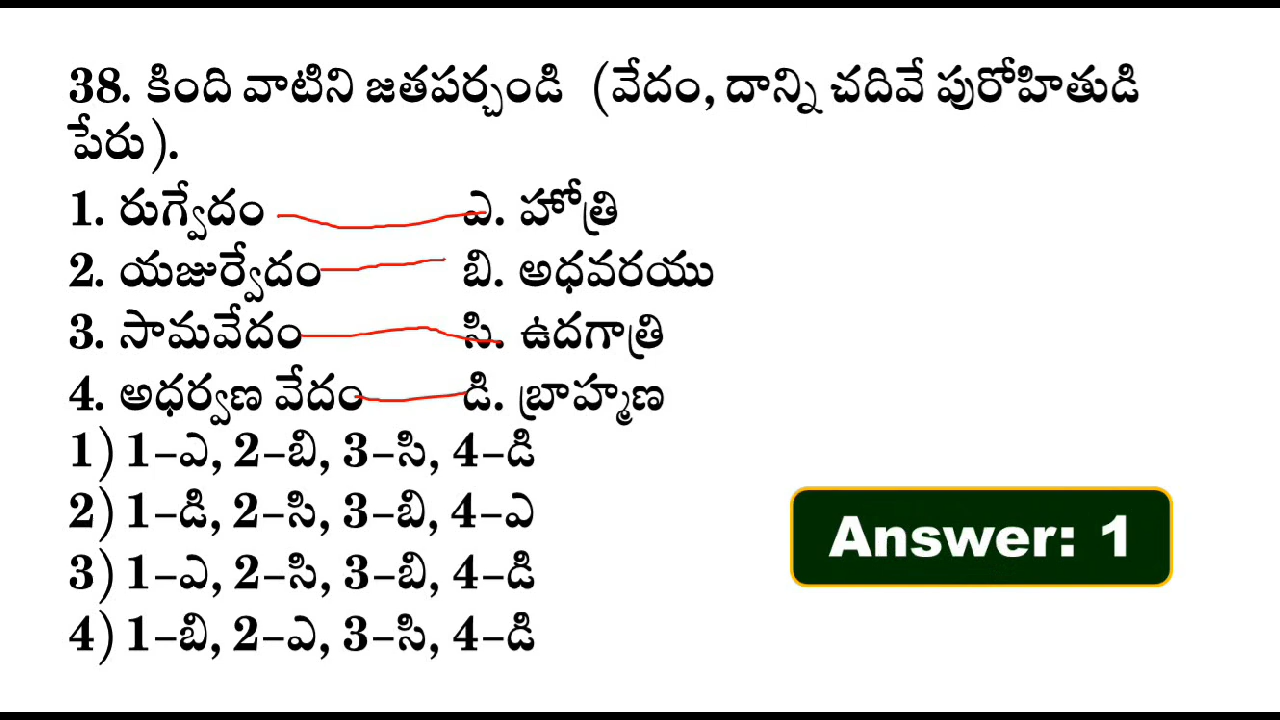 38. కింది వాటిని జతపర్చండి (వేదం, దాన్ని చదివే పురోహితుడి
పేరు).
1. రుగ్వేదం ఎ. హోత్రి
2. యజుర్వేదం బి. అధవరయు
3. సామవేదం సి. ఉదగాత్రి
4. అధర్వణ వేదం డి. బ్రాహ్మణ
1) 1-ఎ, 2-బి, 3-సి, 4-డి
2) 1-డి, 2-సి, 3-బి, 4-ఎ
3) 1-ఎ, 2-సి, 3-బి, 4-డి
4) 1-బి, 2-ఎ, 3-సి, 4-డి
Answer: 1